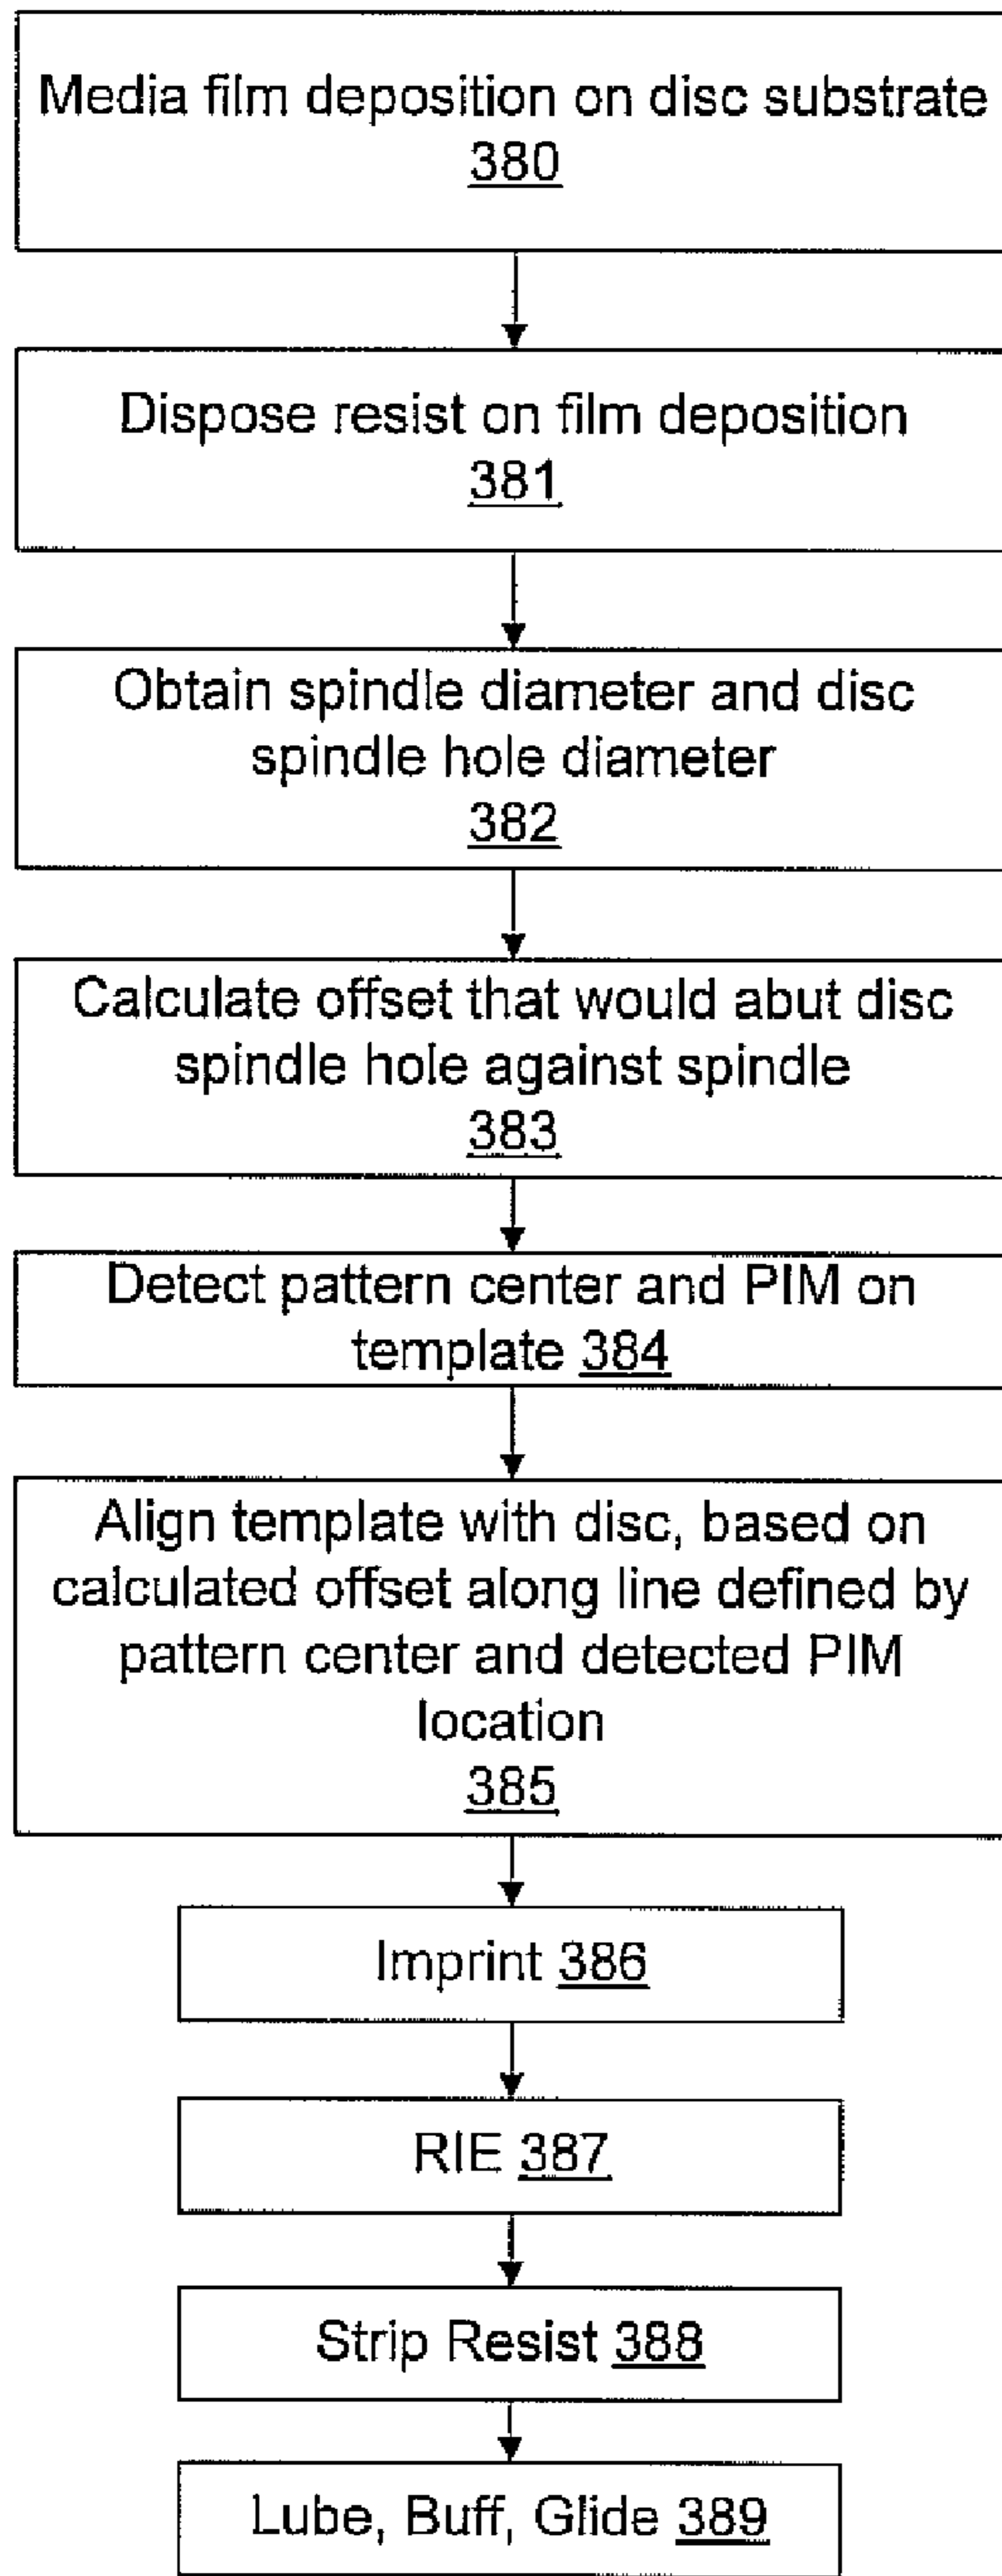 Media film deposition on disc substrate
380
Dispose resist on film deposition
381
Obtain spindle diameter and disc
spindle hole diameter
382
Calculate offset that would abut disc
spindle hole against spindle
383
Detect pattern center and PIM on
template 384
Align template with disc, based on
calculated offset along line defined by
pattern center and detected PIM
location
385
Imprint 386
RIE 387
Strip Resist 388
Lube, Buff, Glide 389